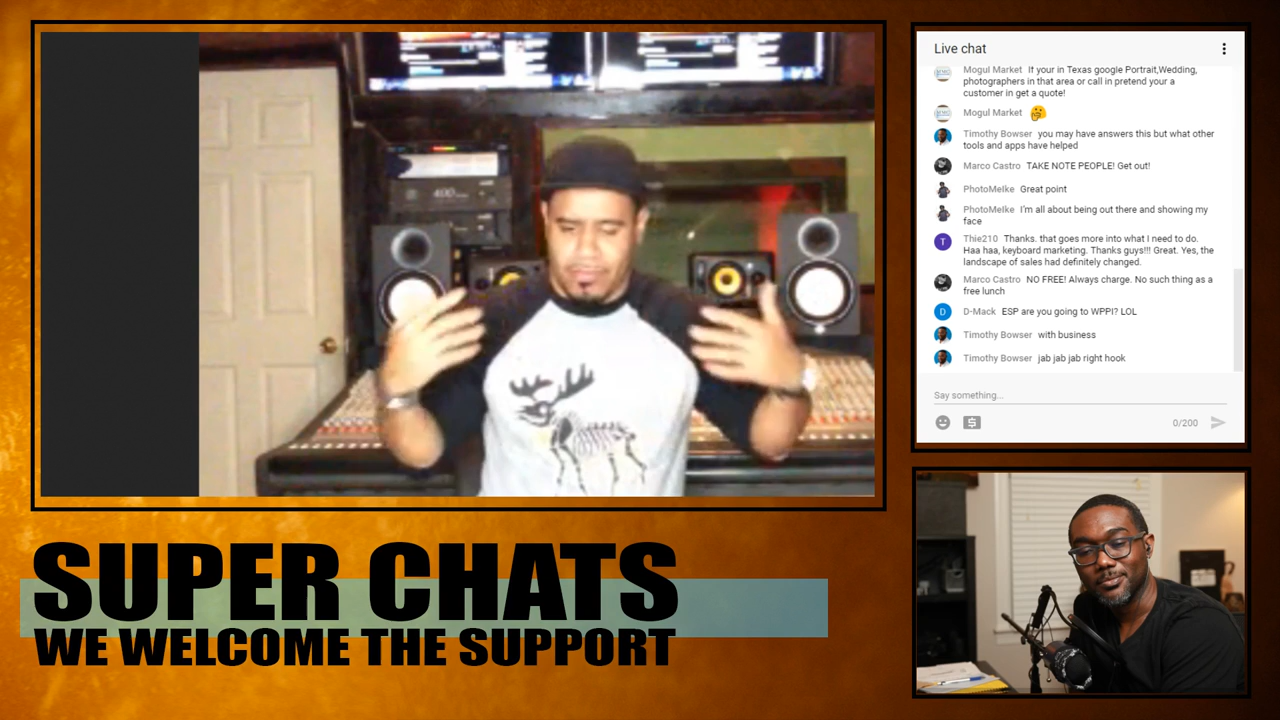 Live chat
Mogul Market If your in Texas google Portrait,Wedding,
photographers in that area or call in pretend your a
customer in get a quote!
Mogul Market
Timothy Bowser you may have answers this but what other
tools and apps have helped
Marco Castro TAKE NOTE PEOPLE! Get out!
PhotoMeIke Great point
PhotoMeIke I'm all about being out there and showing my
face
Thie210 Thanks. that goes more into what I need to do.
Haa haa, keyboard marketing. Thanks guys!!! Great. Yes, the
landscape of sales had definitely changed.
Marco Castro NO FREE! Always charge. No such thing as a
free lunch
D D-Mack ESP are you going to WPPI? LOL
Timothy Bowser with business
Timothy Bowser jab jab jab right hook
Say something...
0/200
SUPER CHATS
WE WELCOME THE SUPPORT